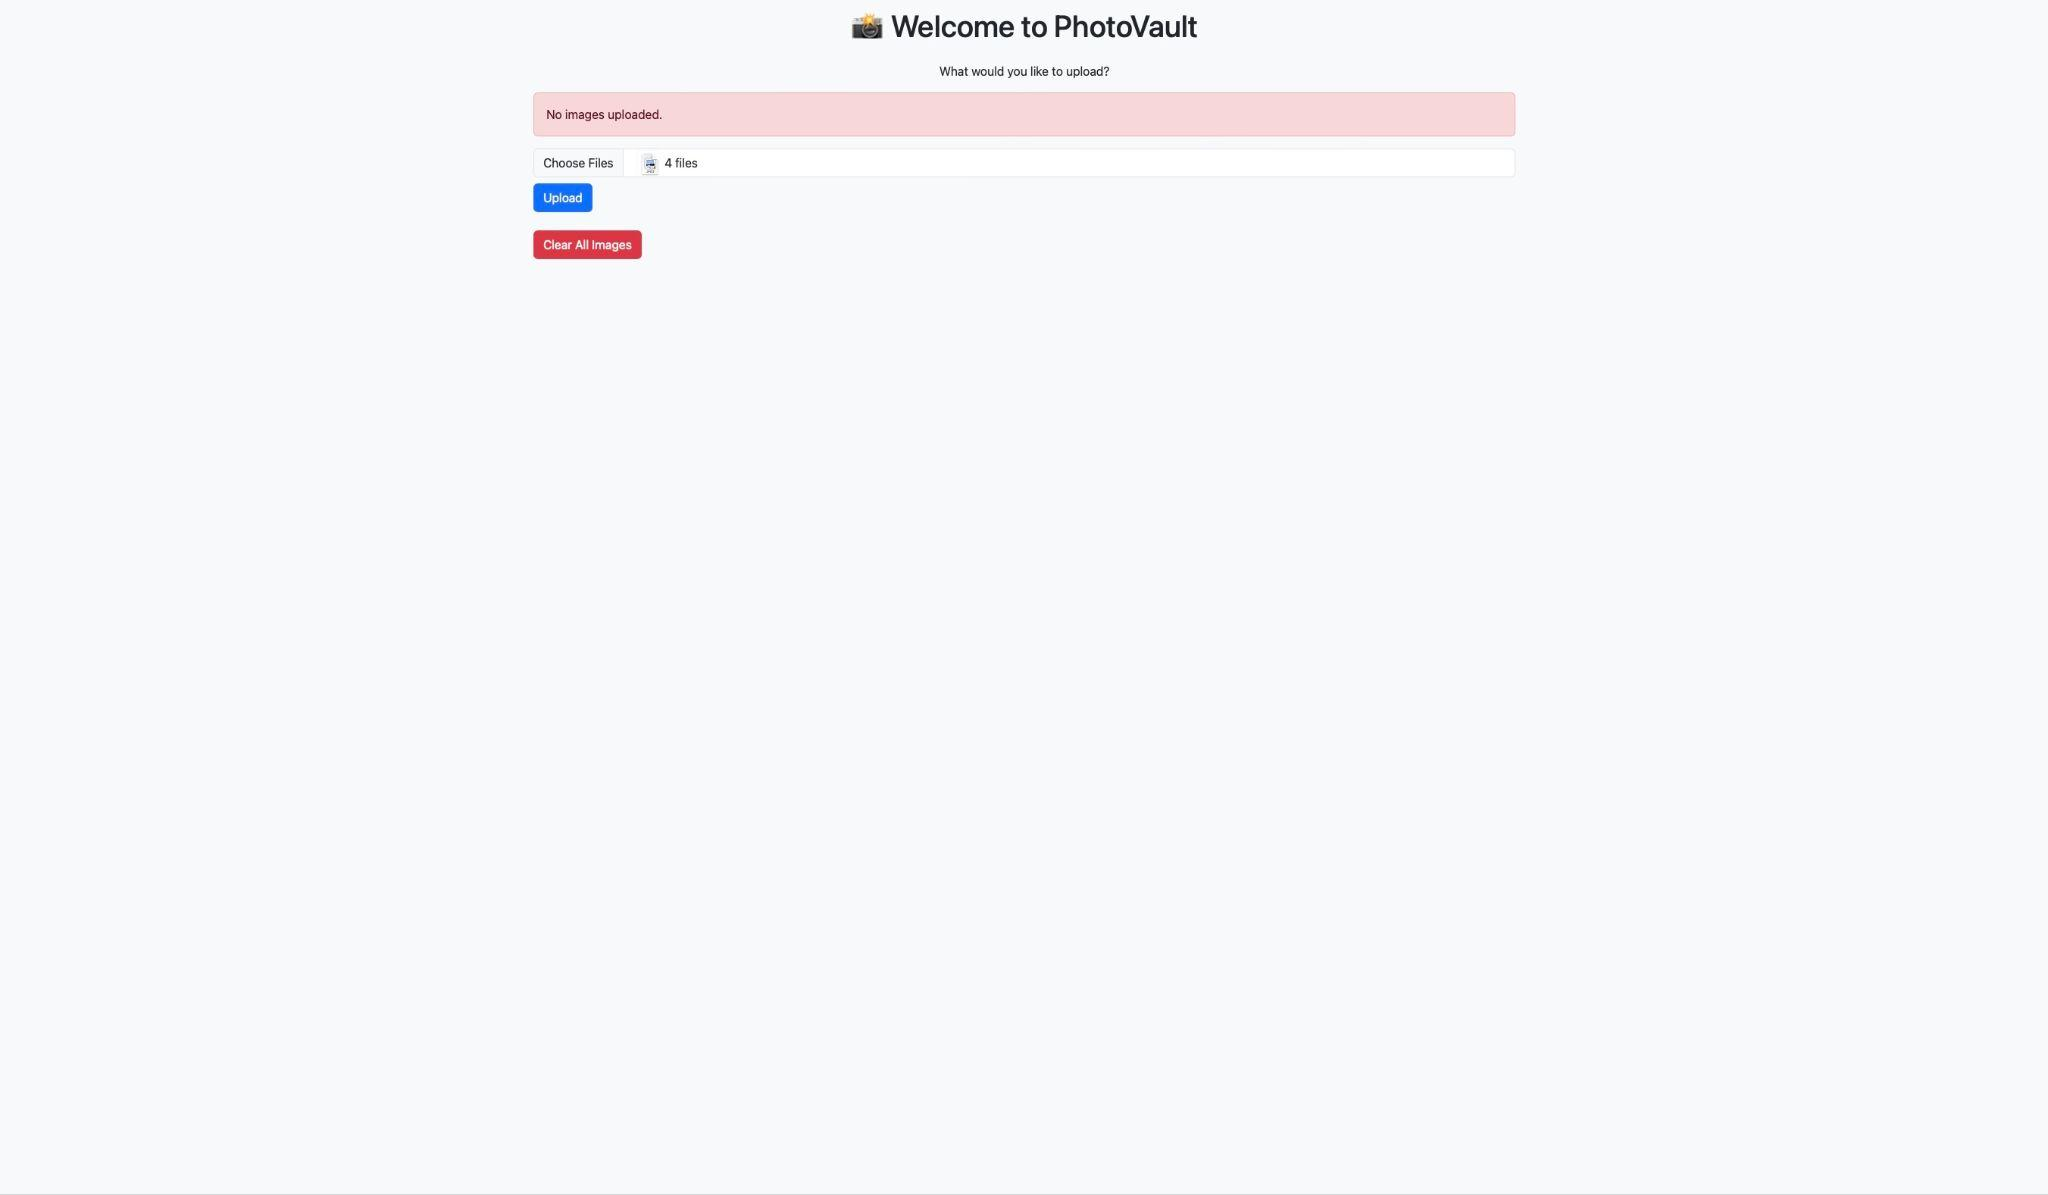 Welcome to PhotoVault
What would you like to upload?
No images uploaded.
Choose Files 4 files
Upload
Clear All Images